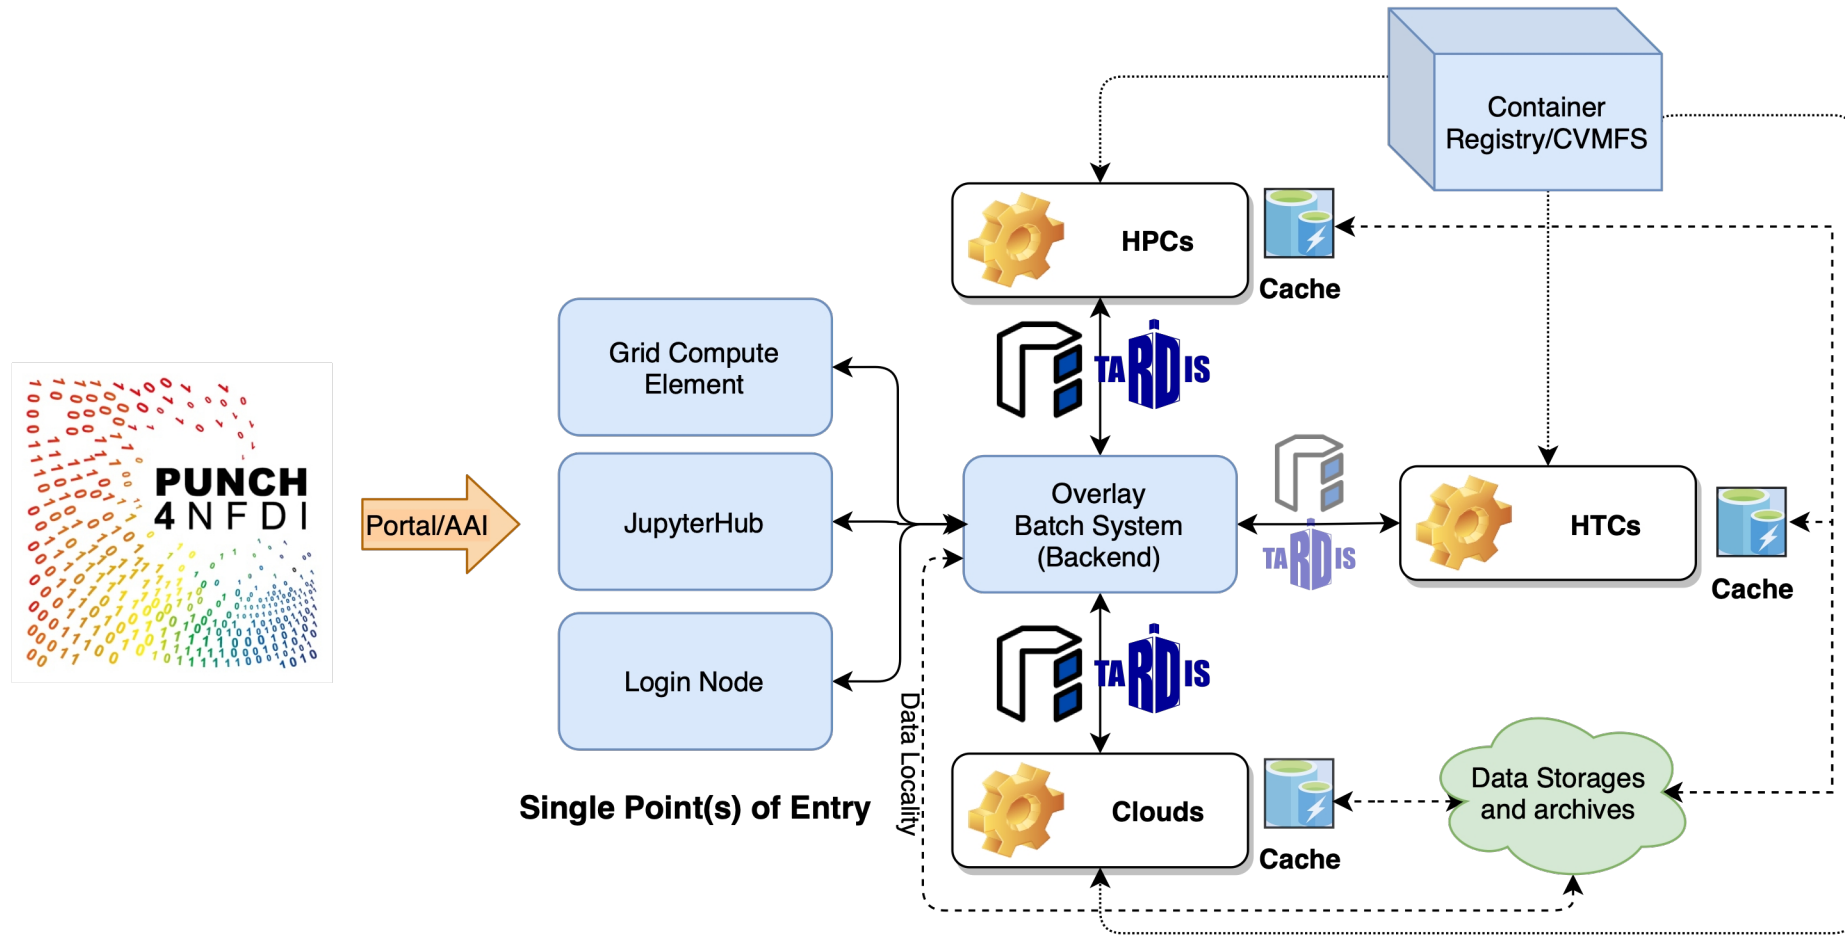 Container
Registry/CVMFS
HPCs
Cache
Grid Compute
Element
TARDIS
PUNCH
4NFDI
Portal/AAI
JupyterHub
Overlay
Batch System
(Backend)
TARDIS
HTCs
Cache
Login Node
TARDIS
Data Locality
Single Point(s) of Entry
Clouds
Cache
Data Storages
and archives